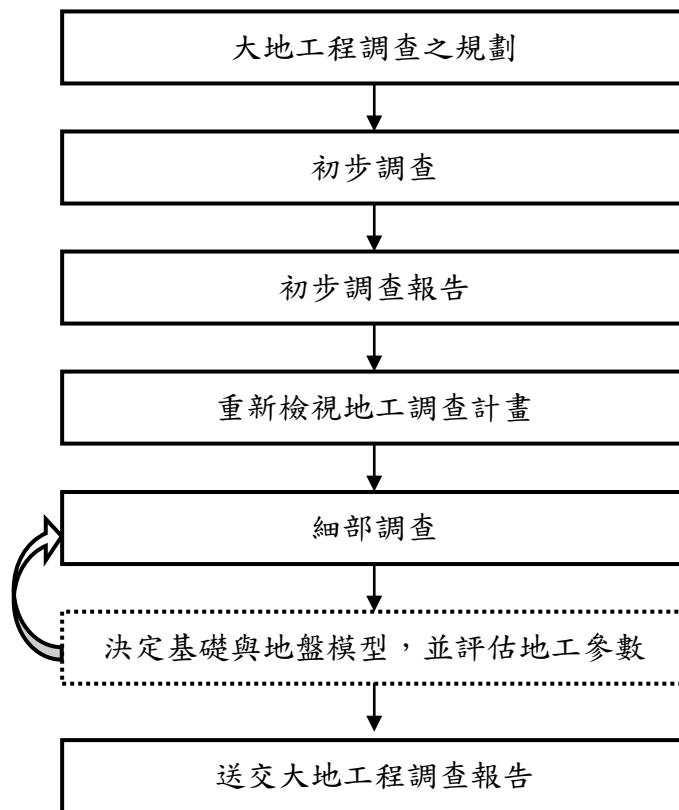 大地工程調查之規劃
初步調查
初步調查報告
重新檢視地工調查計畫
細部調查
決定基礎與地盤模型，並評估地工參數
送交大地工程調查報告